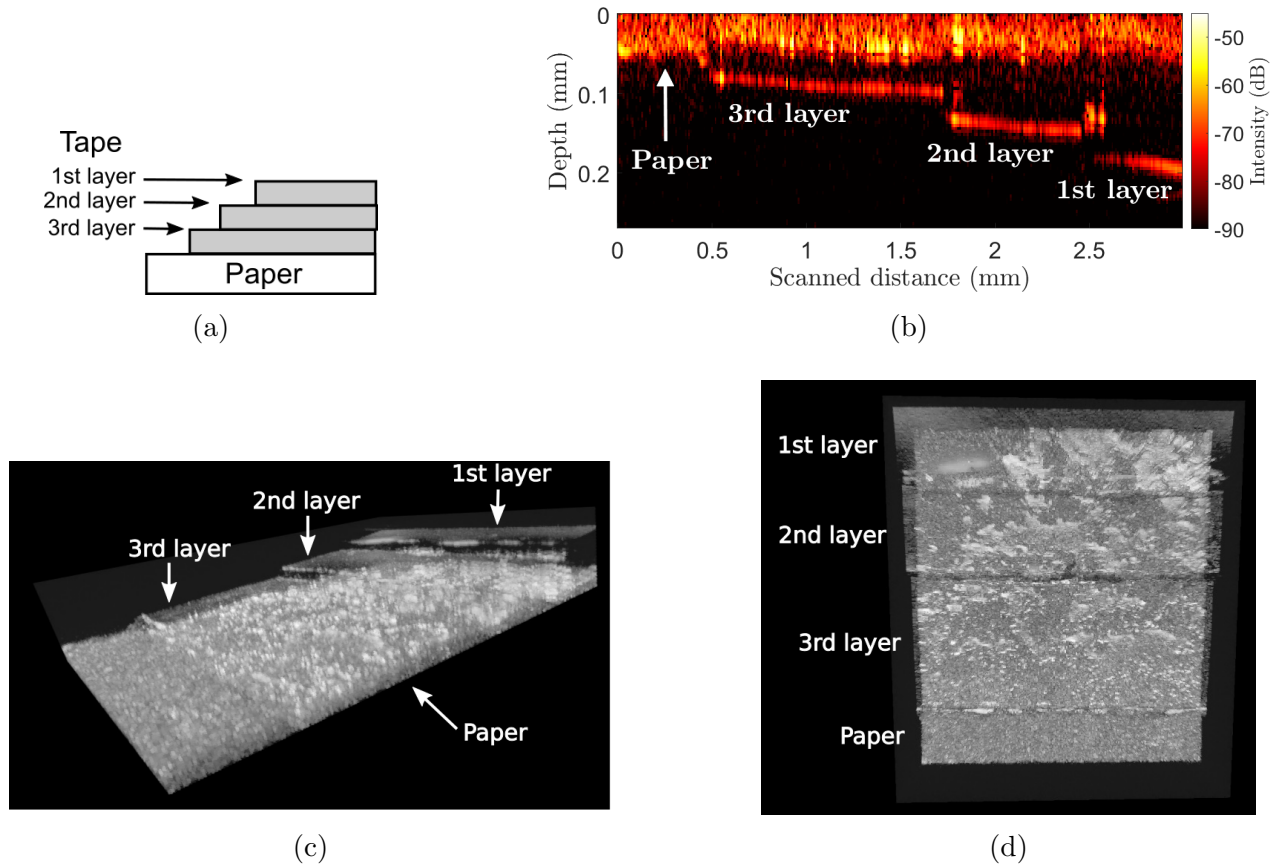 Tape
1st layer
2nd layer
3rd layer
Paper
(a)
0
0.1
0.2
Depth (mm)
Paper
3rd layer
2nd layer
1st layer
0 0.5 1 1.5 2 2.5
Scanned distance (mm)
-50
-60
-70
-80
-90
Intensity (dB)
(b)
1st layer
2nd layer
3rd layer
Paper
(c)
1st layer
2nd layer
3rd layer
Paper
(d)